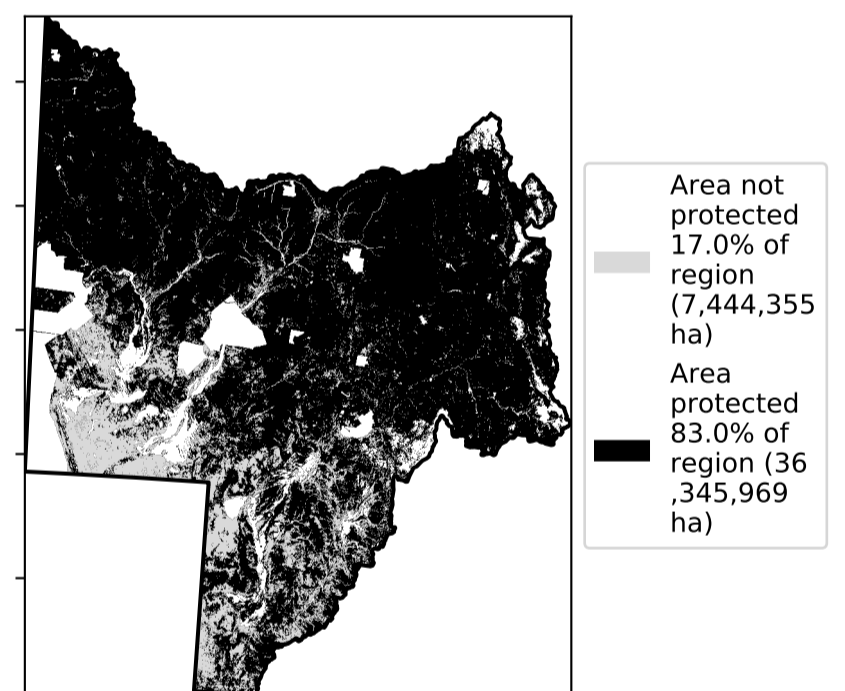 Area not
protected
17.0% of
region
(7,444,355
ha)
Area
protected
83.0% of
region (36
,345,969
ha)